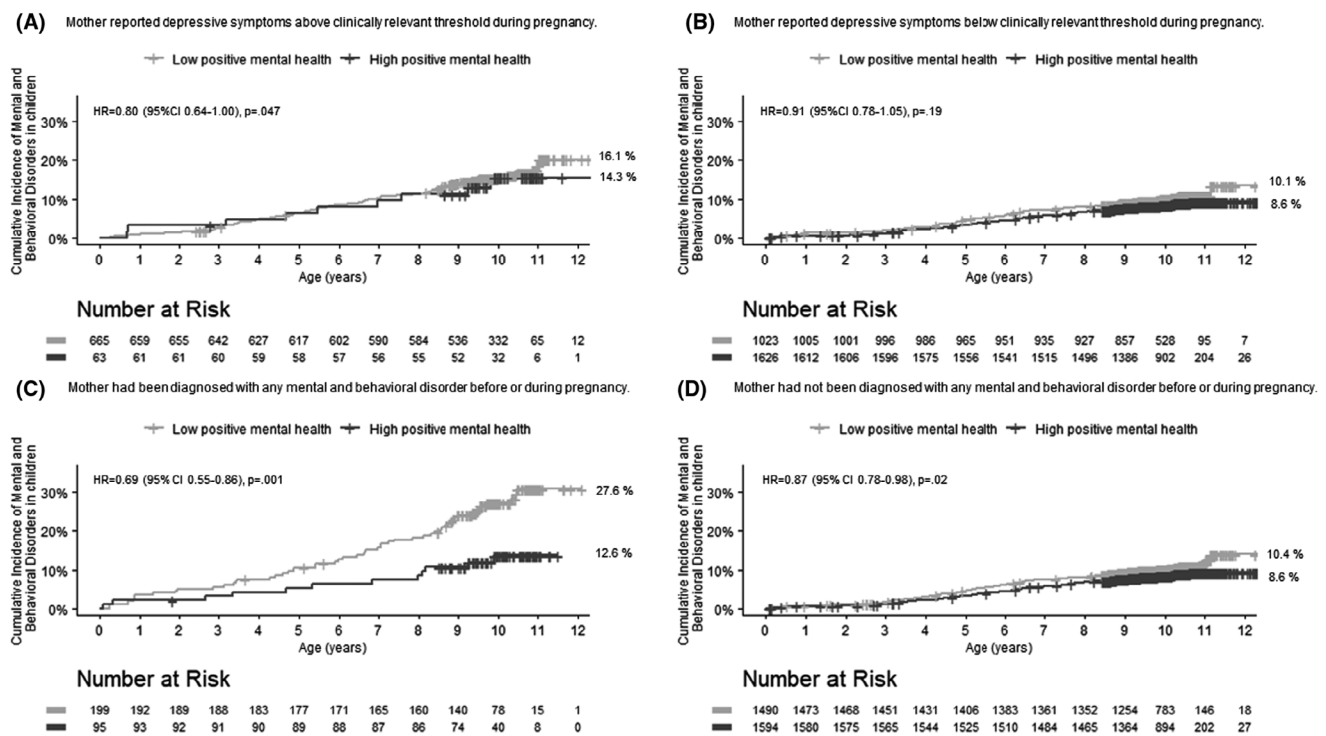 (A) Mother reported depressive symptoms above clinically relevant threshold during pregnancy.
Low positive mental health High positive mental health
Cumulative Incidence of Mental and
Behavioral Disorders in children
HR=0.80 (95%CI 0.64-1.00), p=.047
30%
20%
10%
0%
16.1 %
14.3 %
0 1 2 3 4 5 6 7 8 9 10 11 12
Age (years)
Number at Risk
665 659 655 642 627 617 602 590 584 536 332 65 12
63 61 61 60 59 58 57 56 55 52 32 6 1
(B) Mother reported depressive symptoms below clinically relevant threshold during pregnancy.
Low positive mental health High positive mental health
Cumulative Incidence of Mental and
Behavioral Disorders in children
HR=0.91 (95%CI 0.78-1.05), p=.19
30%
20%
10%
0%
10.1 %
8.6 %
0 1 2 3 4 5 6 7 8 9 10 11 12
Age (years)
Number at Risk
1023 1005 1001 996 986 965 951 935 927 857 528 95 7
1626 1612 1606 1596 1575 1556 1541 1515 1496 1386 902 204 26
(C) Mother had been diagnosed with any mental and behavioral disorder before or during pregnancy.
Low positive mental health High positive mental health
Cumulative Incidence of Mental and
Behavioral Disorders in children
HR=0.69 (95% CI 0.55-0.86), p=.001
30%
20%
10%
0%
27.6 %
12.6 %
0 1 2 3 4 5 6 7 8 9 10 11 12
Age (years)
Number at Risk
199 192 189 188 183 177 171 165 160 140 78 15 1
95 93 92 91 90 89 88 87 86 74 40 8 0
(D) Mother had not been diagnosed with any mental and behavioral disorder before or during pregnancy.
Low positive mental health High positive mental health
Cumulative Incidence of Mental and
Behavioral Disorders in children
HR=0.87 (95% CI 0.78-0.98), p=.02
30%
20%
10%
0%
10.4 %
8.6 %
0 1 2 3 4 5 6 7 8 9 10 11 12
Age (years)
Number at Risk
1490 1473 1468 1451 1431 1406 1383 1361 1352 1254 783 146 18
1594 1580 1575 1565 1544 1525 1510 1484 1465 1364 894 202 27